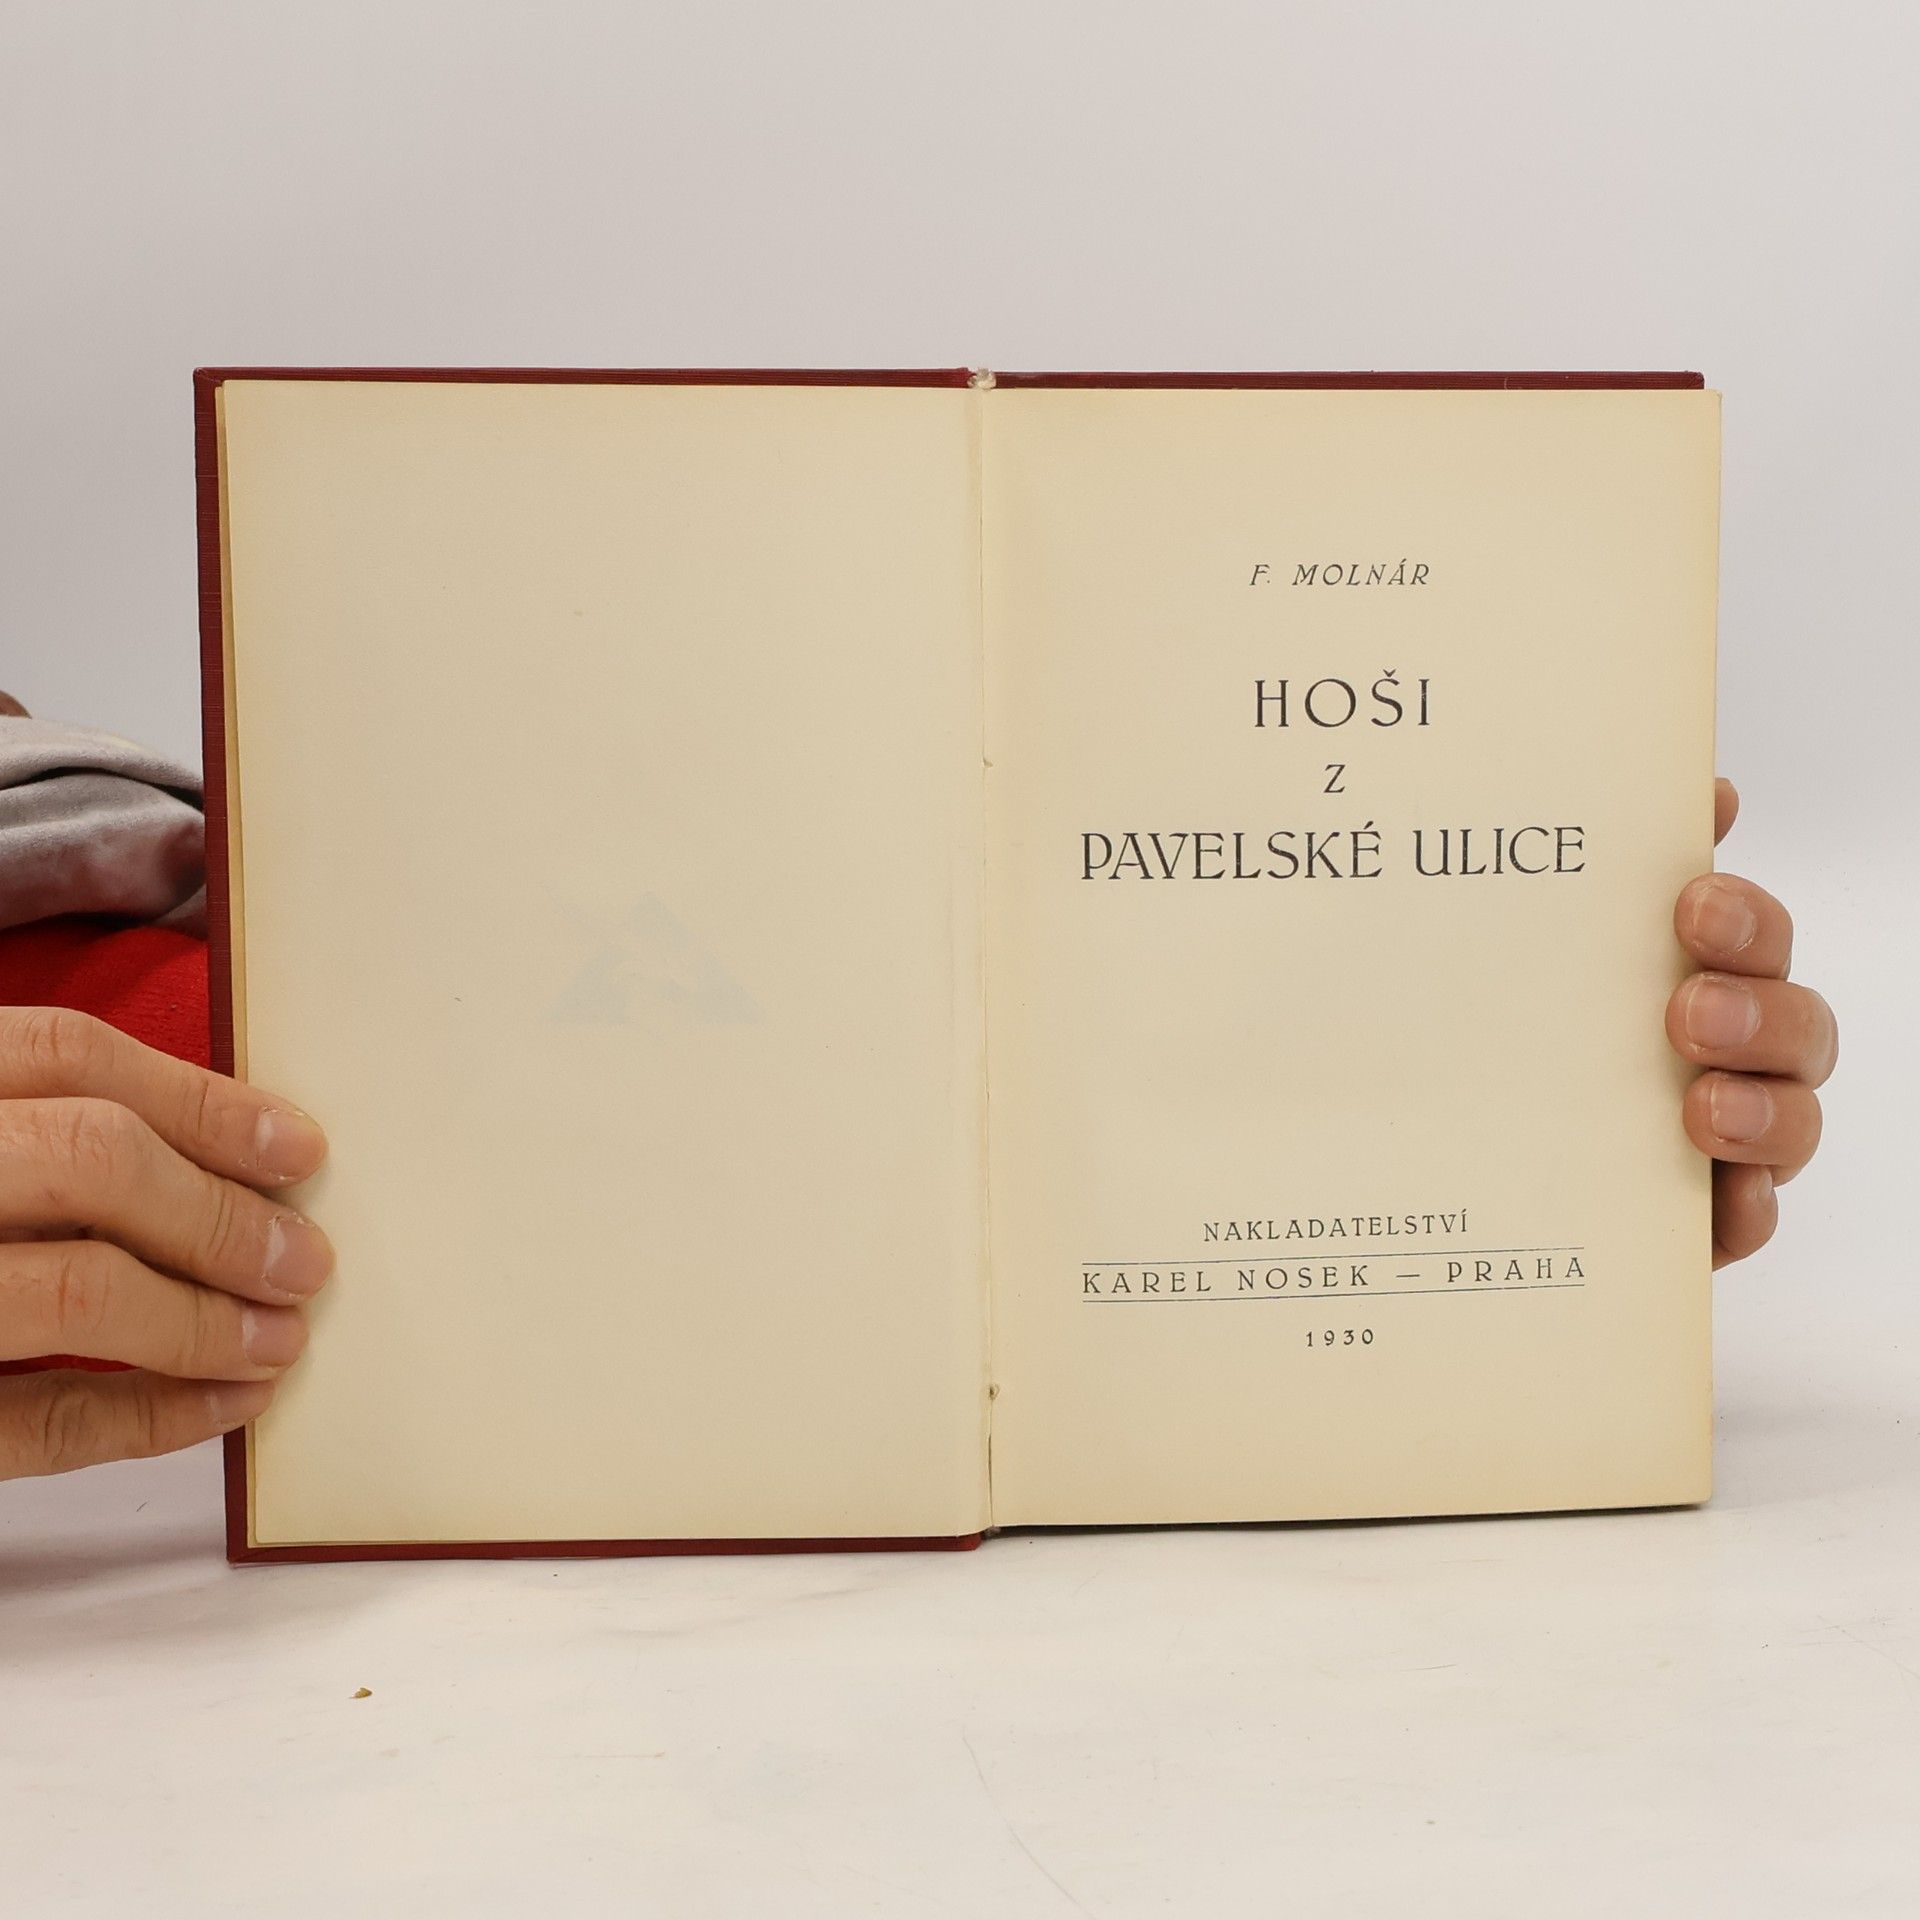 F. MOLNÁR
HOŠI
Z
PAVELSKÉ ULICE
NAKLADATELSTVÍ
KAREL NOSEK — PRAHA
1930